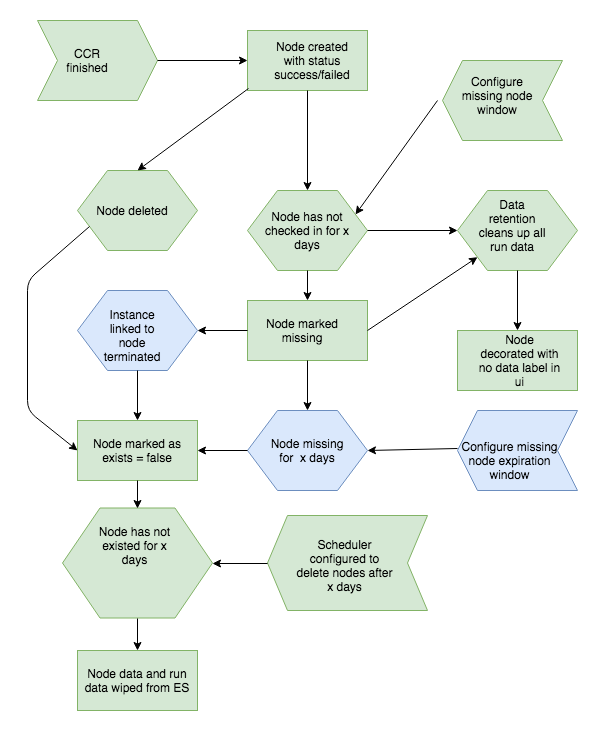 CCR
finished
Node created
with status
success/failed
Configure
missing node
window
Node deleted
Node has not
checked in for x
days
Data
retention
cleans up all
run data
Instance
linked to
node
terminated
Node marked
missing
Node
decorated with
no data label in
ui
Node marked as
exists = false
Node missing
for  x days
Configure missing
node expiration
window
Node has not
existed for x
days
Scheduler
configured to
delete nodes after
x days
Node data and run
data wiped from ES